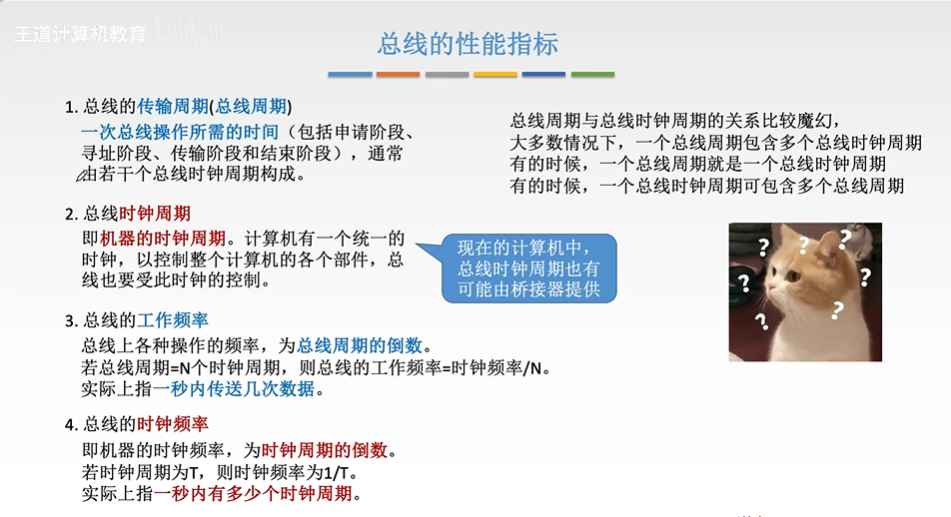 王道计算机教育
总线的性能指标
1. 总线的传输周期(总线周期)
一次总线操作所需的时间（包括申请阶段、
寻址阶段、传输阶段和结束阶段），通常
由若干个总线时钟周期构成。
2. 总线时钟周期
即机器的时钟周期。计算机有一个统一的
时钟，以控制整个计算机的各个部件，总
线也要受此时钟的控制。
现在的计算机中，
总线时钟周期也有
可能由桥接器提供
3. 总线的工作频率
总线上各种操作的频率，为总线周期的倒数。
若总线周期=N个时钟周期，则总线的工作频率=时钟频率/N。
实际上指一秒内传送几次数据。
4. 总线的时钟频率
即机器的时钟频率，为时钟周期的倒数。
若时钟周期为T，则时钟频率为1/T。
实际上指一秒内有多少个时钟周期。
总线周期与总线时钟周期的关系比较魔幻，
大多数情况下，一个总线周期包含多个总线时钟周期
有的时候，一个总线周期就是一个总线时钟周期
有的时候，一个总线时钟周期可包含多个总线周期
? ? ?
? ?
? ?